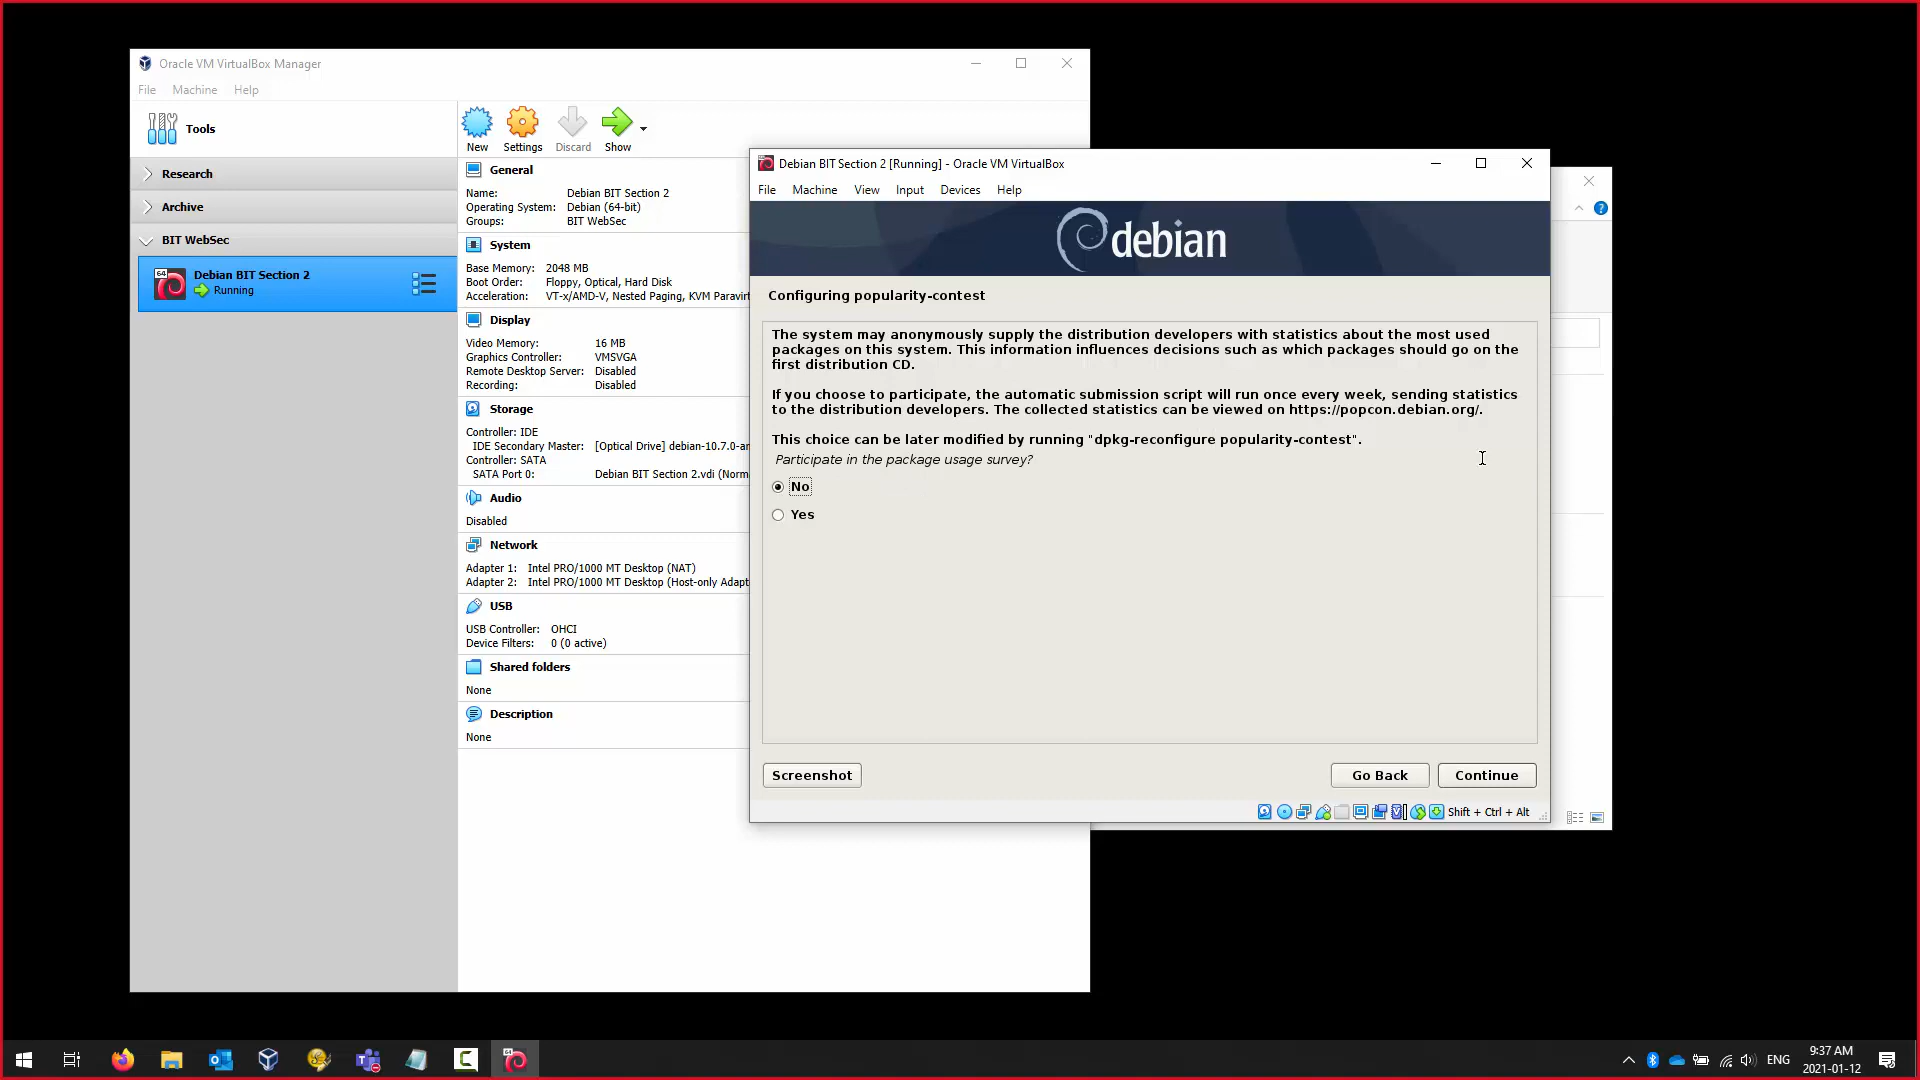 Oracle VM VirtualBox Manager
File Machine Help
Tools
New Settings Discard Show
Research
Archive
BIT WebSec
64
Debian BIT Section 2
Running
General
Name: Debian BIT Section 2
Operating System: Debian (64-bit)
Groups: BIT WebSec
System
Base Memory: 2048 MB
Boot Order: Floppy, Optical, Hard Disk
Acceleration: VT-x/AMD-V, Nested Paging, KVM Paravirt
Display
Video Memory: 16 MB
Graphics Controller: VMSVGA
Remote Desktop Server: Disabled
Recording: Disabled
Storage
Controller: IDE
IDE Secondary Master: [Optical Drive] debian-10.7.0-am
Controller: SATA
SATA Port 0: Debian BIT Section 2.vdi (Norm
Audio
Disabled
Network
Adapter 1: Intel PRO/1000 MT Desktop (NAT)
Adapter 2: Intel PRO/1000 MT Desktop (Host-only Adapt
USB
USB Controller: OHCI
Device Filters: 0 (0 active)
Shared folders
None
Description
None
Debian BIT Section 2 [Running] - Oracle VM VirtualBox
File Machine View Input Devices Help
debian
Configuring popularity-contest
The system may anonymously supply the distribution developers with statistics about the most used
packages on this system. This information influences decisions such as which packages should go on the
first distribution CD.
If you choose to participate, the automatic submission script will run once every week, sending statistics
to the distribution developers. The collected statistics can be viewed on https://popcon.debian.org/.
This choice can be later modified by running "dpkg-reconfigure popularity-contest".
Participate in the package usage survey?
No
Yes
Screenshot
Go Back
Continue
Shift + Ctrl + Alt
ENG
9:37 AM
2021-01-12